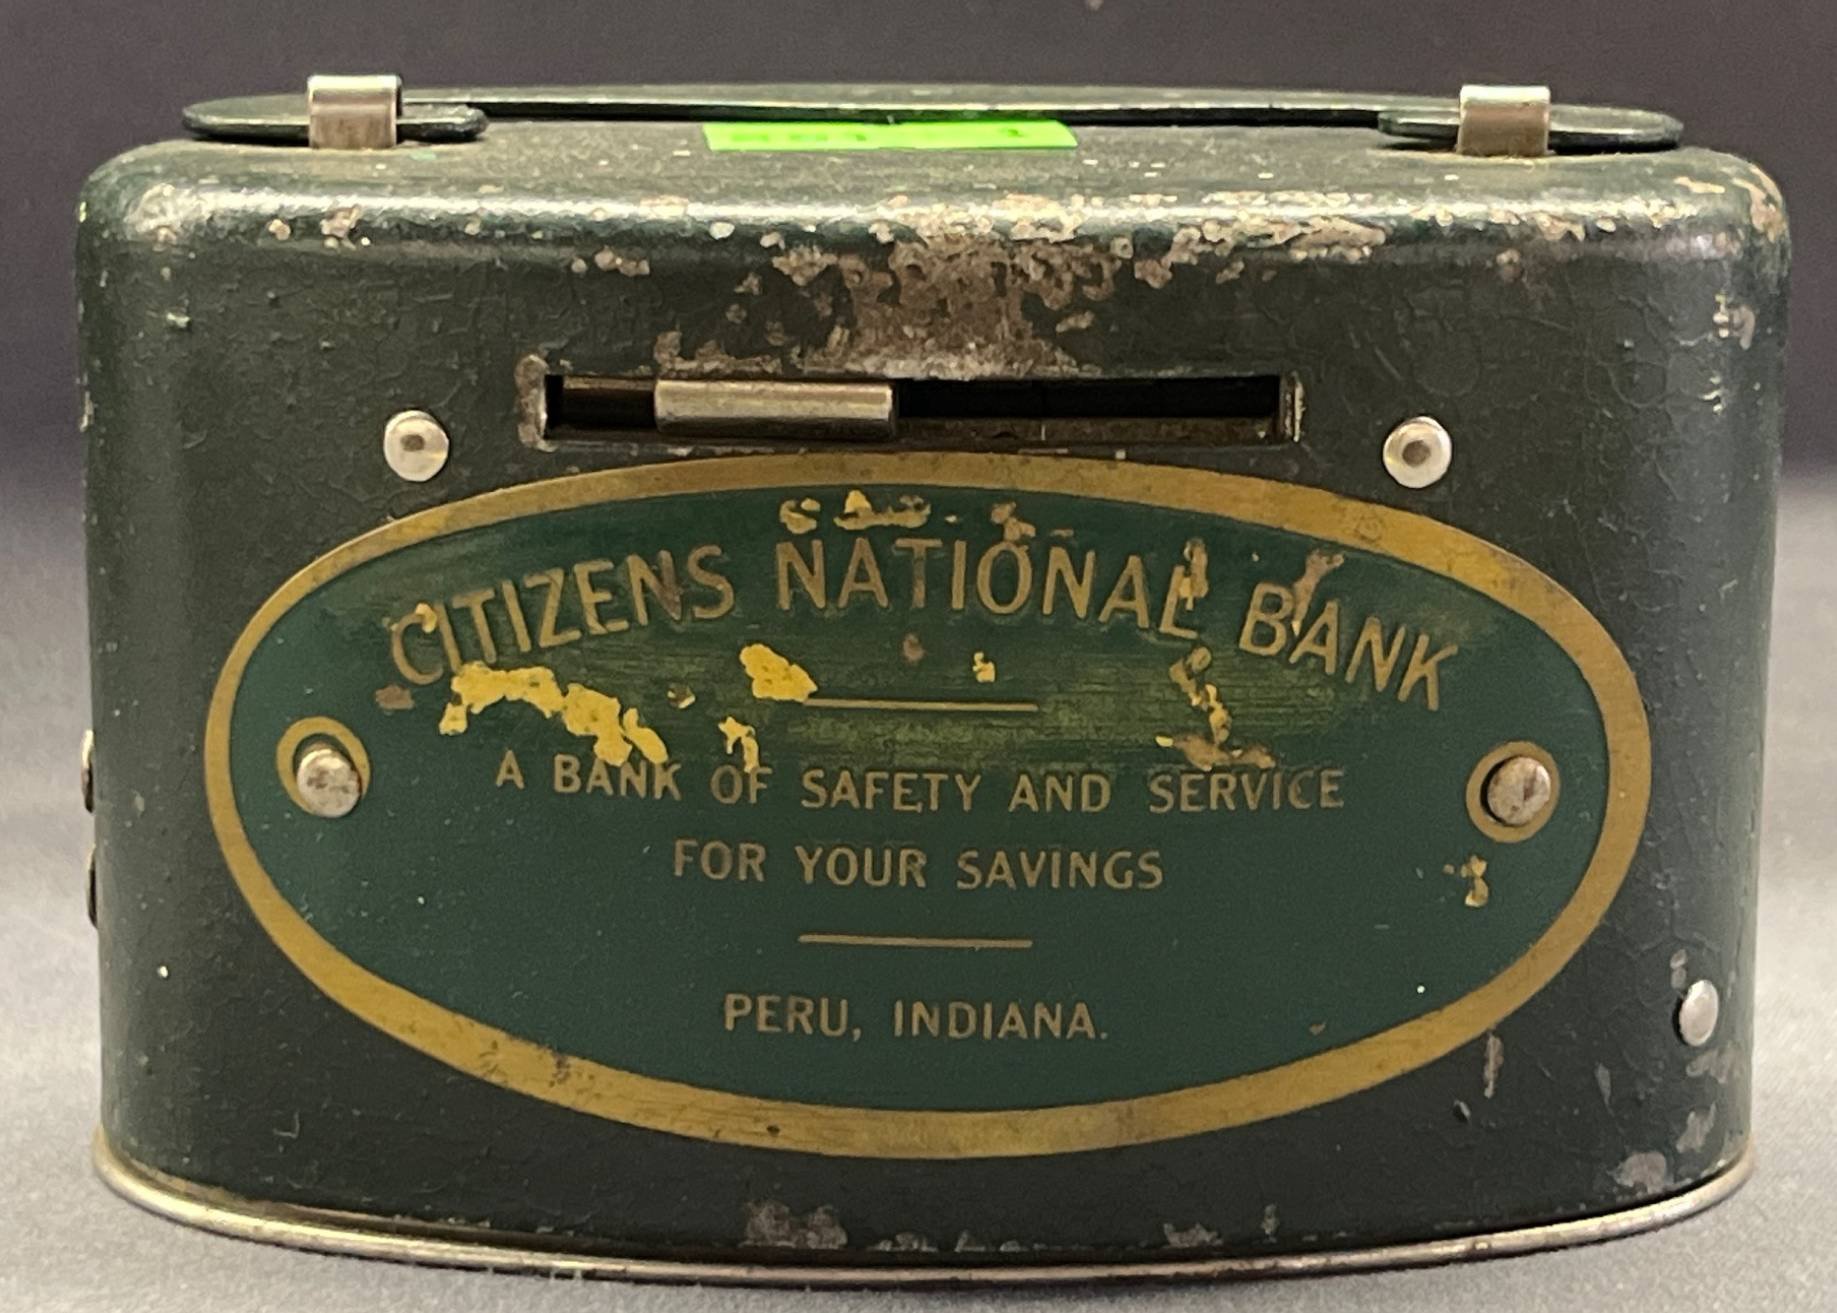 CITIZENS NATIONAL BANK
A BANK OF SAFETY AND SERVICE
FOR YOUR SAVINGS
PERU, INDIANA.